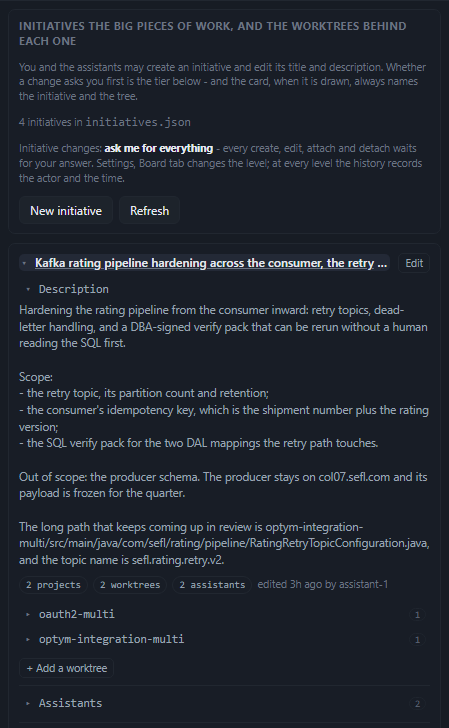 INITIATIVES THE BIG PIECES OF WORK, AND THE WORKTREES BEHIND
EACH ONE
You and the assistants may create an initiative and edit its title and description. Whether
a change asks you first is the tier below - and the card, when it is drawn, always names
the initiative and the tree.
4 initiatives in initiatives.json
Initiative changes: ask me for everything - every create, edit, attach and detach waits
for your answer. Settings, Board tab changes the level; at every level the history records
the actor and the time.
New initiative
Refresh
Kafka rating pipeline hardening across the consumer, the retry ...
Edit
Description
Hardening the rating pipeline from the consumer inward: retry topics, dead-
letter handling, and a DBA-signed verify pack that can be rerun without a human
reading the SQL first.
Scope:
- the retry topic, its partition count and retention;
- the consumer's idempotency key, which is the shipment number plus the rating
version;
- the SQL verify pack for the two DAL mappings the retry path touches.
Out of scope: the producer schema. The producer stays on col07.sefl.com and its
payload is frozen for the quarter.
The long path that keeps coming up in review is optym-integration-
multi/src/main/java/com/sefl/rating/pipeline/RatingRetryTopicConfiguration.java,
and the topic name is sefl.rating.retry.v2.
2 projects 2 worktrees 2 assistants edited 3h ago by assistant-1
oauth2-multi 1
optym-integration-multi 1
+ Add a worktree
Assistants 2